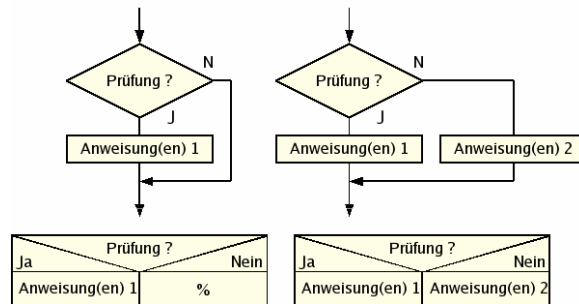 N
Prüfung ?
J
Anweisung(en) 1
N
Prüfung ?
J
Anweisung(en) 1
Anweisung(en) 2
Prüfung ?
Ja
Nein
Anweisung(en) 1
%
Prüfung ?
Ja
Nein
Anweisung(en) 1
Anweisung(en) 2